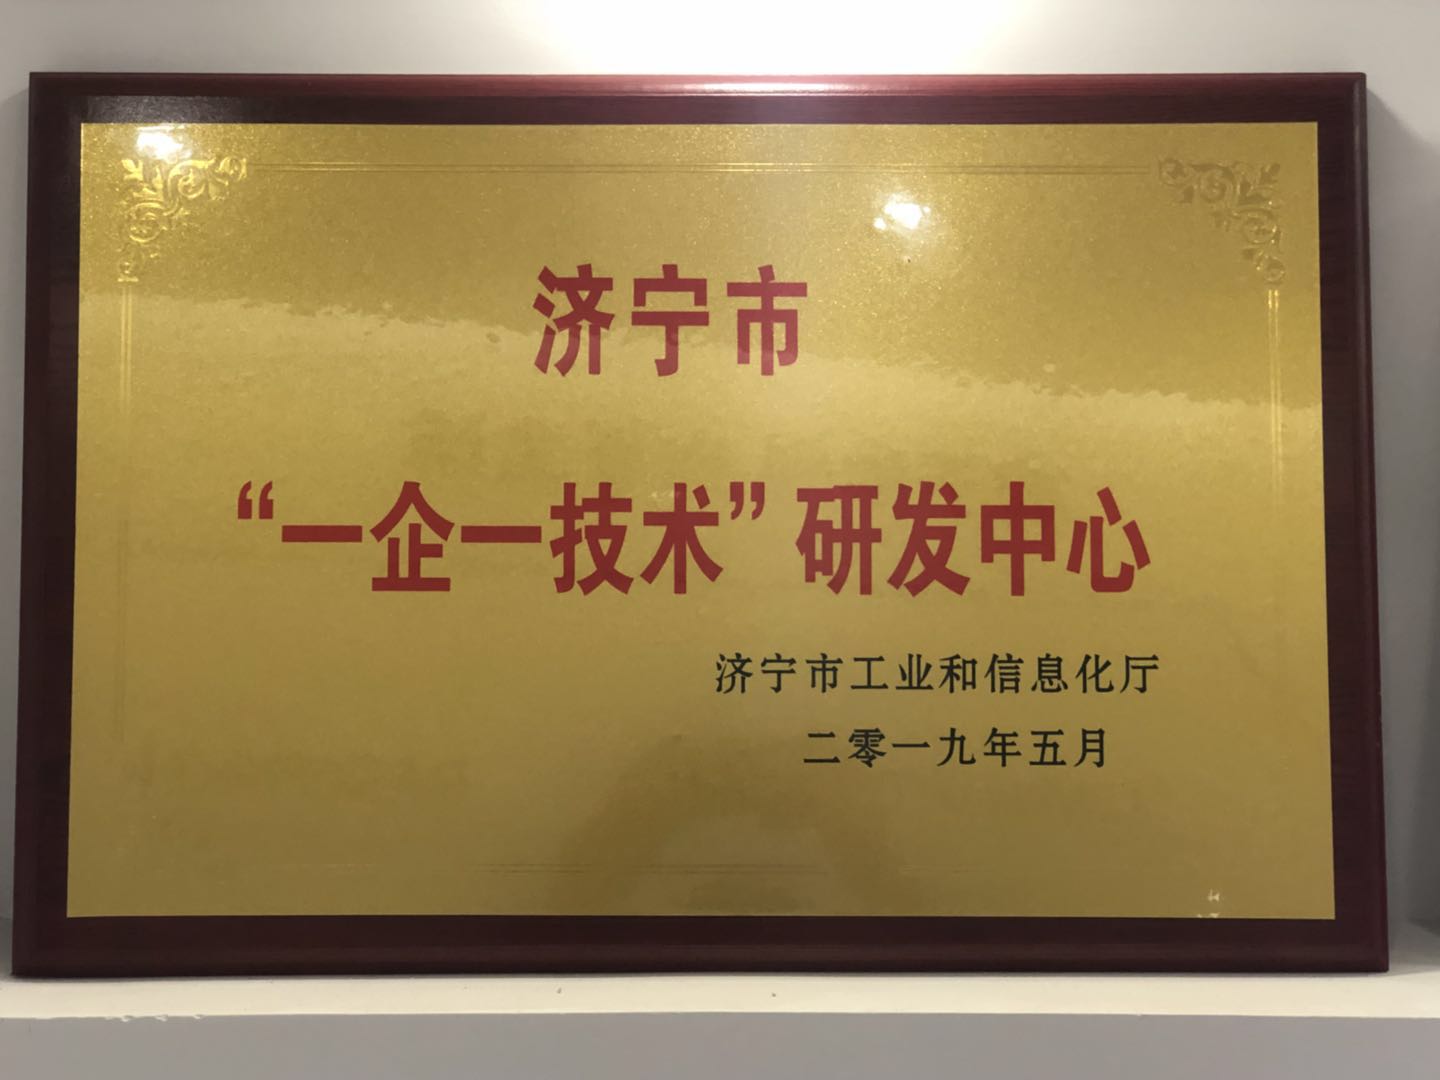 济宁市
“一企一技术”研发中心
济宁市工业和信息化厅
二零一九年五月